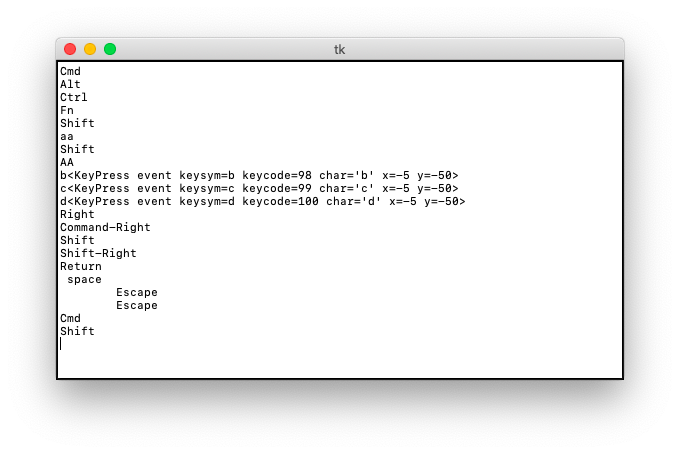 tk
Cmd
Alt
Ctrl
Fn
Shift
aa
Shift
AA
b<KeyPress event keysym=b keycode=98 char='b' x=-5 y=-50>
c<KeyPress event keysym=c keycode=99 char='c' x=-5 y=-50>
d<KeyPress event keysym=d keycode=100 char='d' x=-5 y=-50>
Right
Command-Right
Shift
Shift-Right
Return
 space
        Escape
        Escape
Cmd
Shift